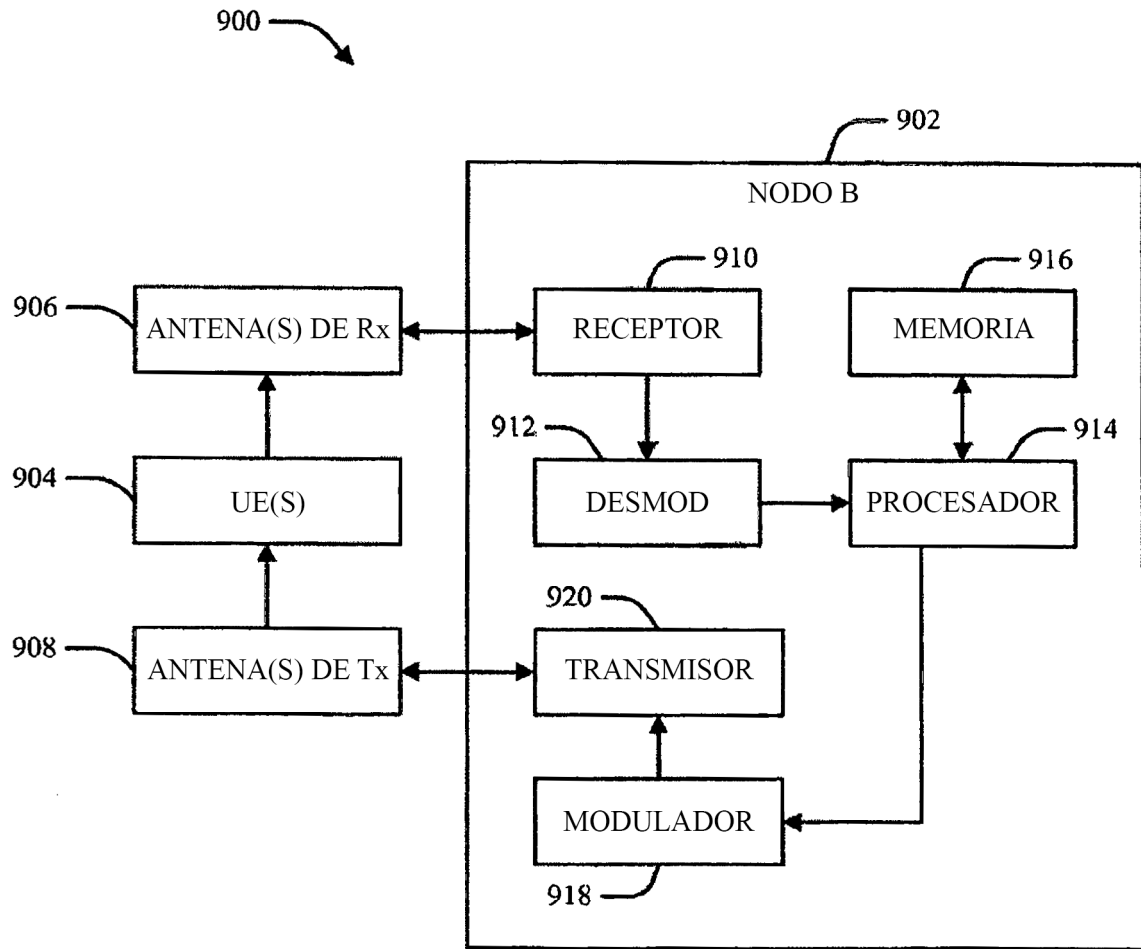 900
902
NODO B
910
916
906
ANTENA(S) DE Rx
RECEPTOR
MEMORIA
912
914
904
UE(S)
DESMOD
PROCESADOR
920
908
ANTENA(S) DE Tx
TRANSMISOR
MODULADOR
918